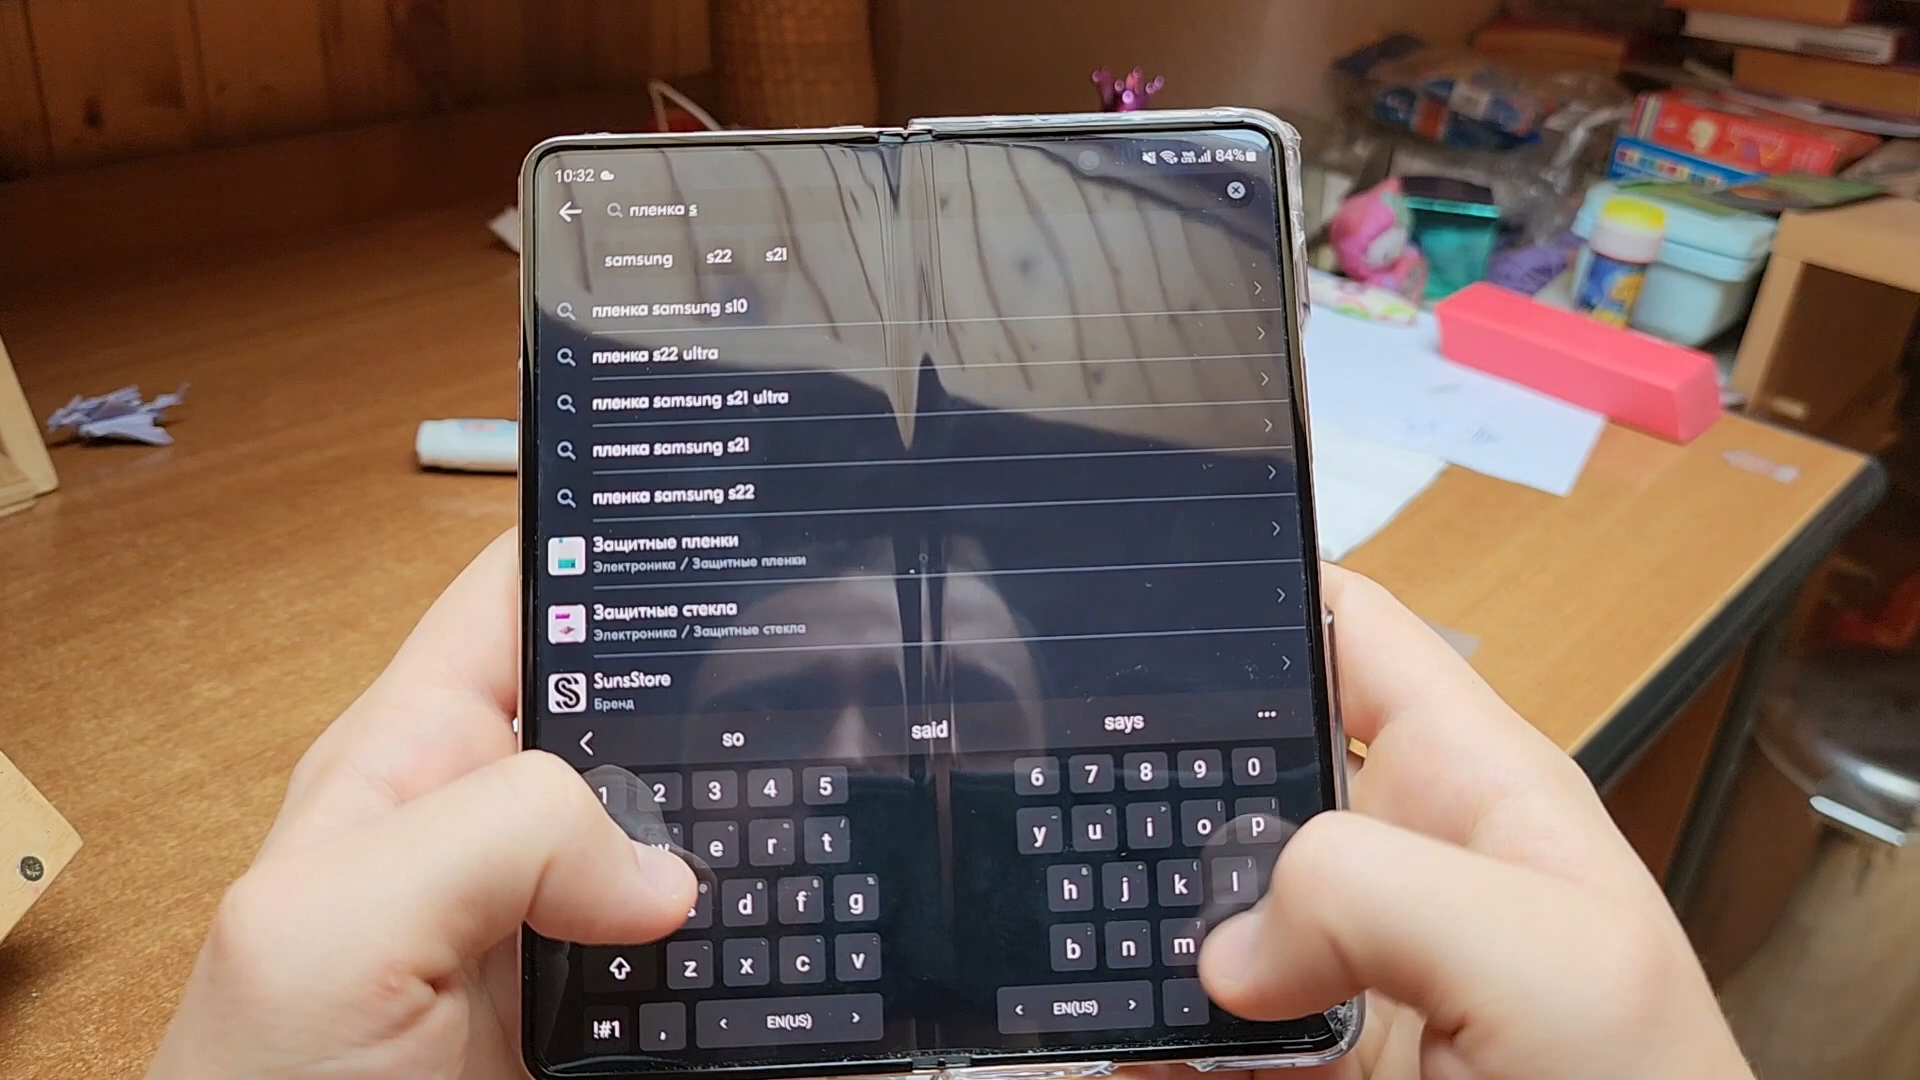 10:32
84%
пленка s
samsung s22 s21
пленка samsung s10
пленка s22 ultra
пленка samsung s21 ultra
пленка samsung s21
пленка samsung s22
Защитные пленки
Электроника / Защитные пленки
Защитные стекла
Электроника / Защитные стекла
SunsStore
Бренд
so said says
1 2 3 4 5 6 7 8 9 0
w e r t y u i o p
d f g h j k l
z x c v b n m
!#1 , < EN(US) > < EN(US) > .